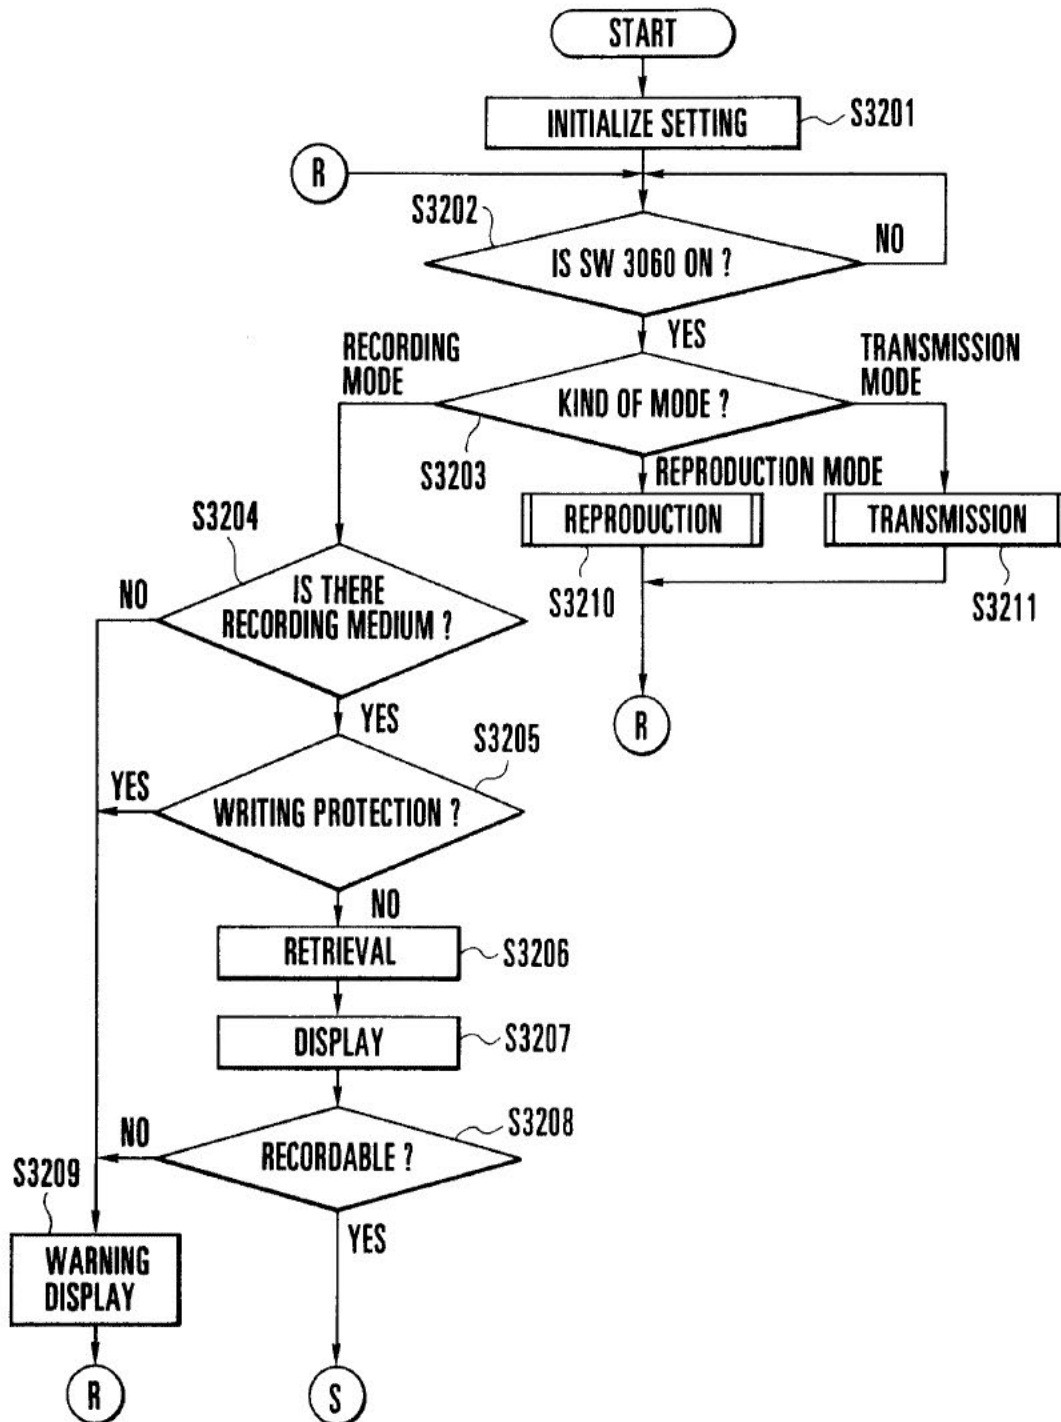 START
INITIALIZE SETTING
S3201
R
S3202
IS SW 3060 ON ?
NO
YES
RECORDING
MODE
TRANSMISSION
MODE
KIND OF MODE ?
S3203
REPRODUCTION MODE
REPRODUCTION
TRANSMISSION
S3210
S3211
R
S3204
NO
IS THERE
RECORDING MEDIUM ?
YES
S3205
YES
WRITING PROTECTION ?
NO
RETRIEVAL
S3206
DISPLAY
S3207
S3208
NO
RECORDABLE ?
S3209
YES
WARNING
DISPLAY
R
S